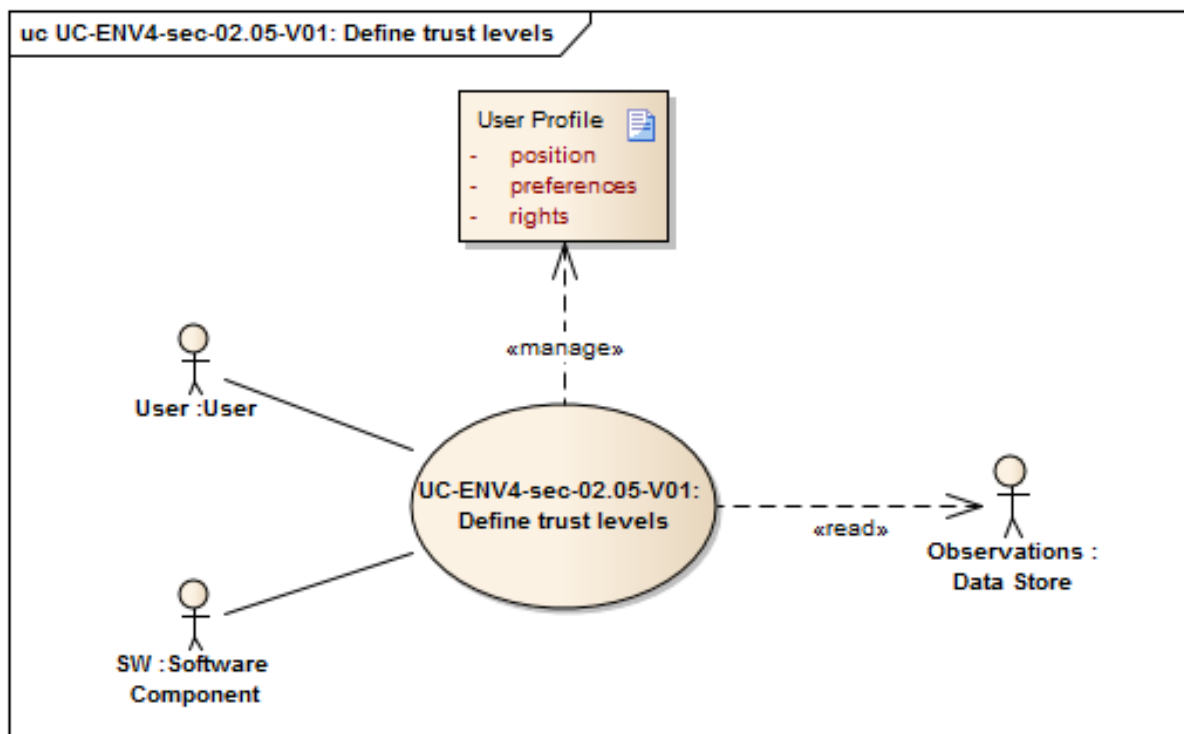 uc UC-ENV4-sec-02.05-V01: Define trust levels
User Profile
- position
- preferences
- rights
«manage»
User :User
UC-ENV4-sec-02.05-V01:
Define trust levels
«read»
Observations :
Data Store
SW :Software
Component